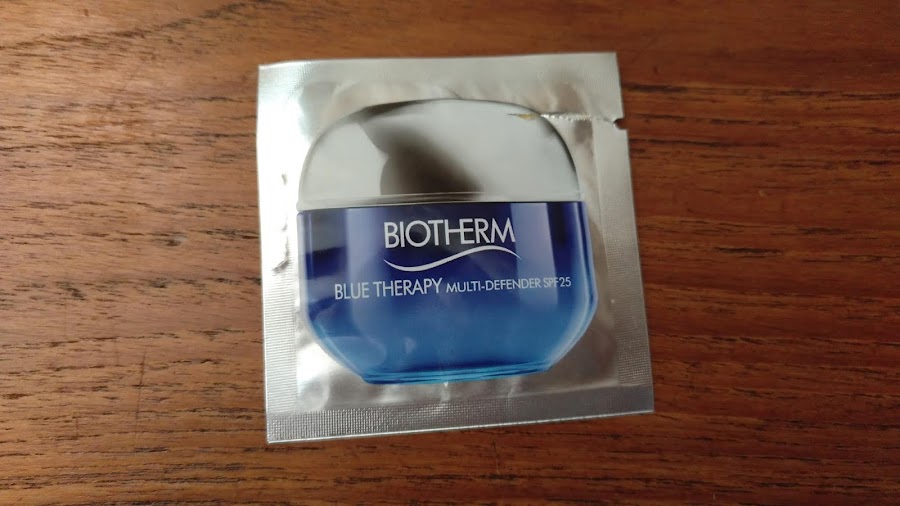 BIOTHERM
BLUE THERAPY MULTI-DEFENDER SPF25